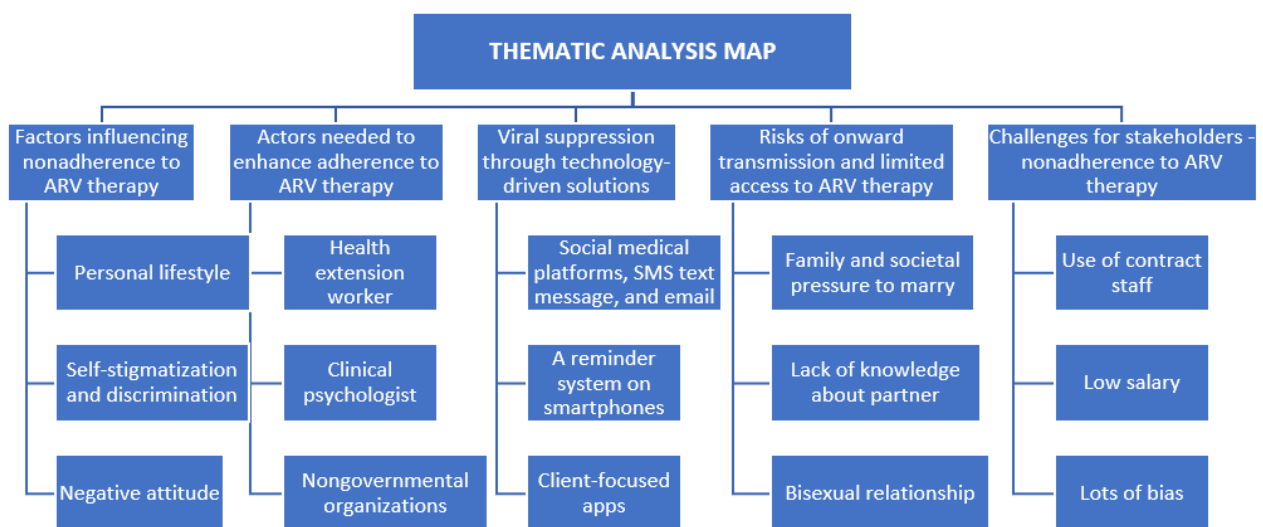 THEMATIC ANALYSIS MAP
Factors influencing
nonadherence to
ARV therapy
Personal lifestyle
Self-stigmatization
and discrimination
Negative attitude
Actors needed to
enhance adherence to
ARV therapy
Health
extension
worker
Clinical
psychologist
Nongovernmental
organizations
Viral suppression
through technology-
driven solutions
Social medical
platforms, SMS text
message, and email
A reminder
system on
smartphones
Client-focused
apps
Risks of onward
transmission and limited
access to ARV therapy
Family and societal
pressure to marry
Lack of knowledge
about partner
Bisexual relationship
Challenges for stakeholders -
nonadherence to ARV
therapy
Use of contract
staff
Low salary
Lots of bias